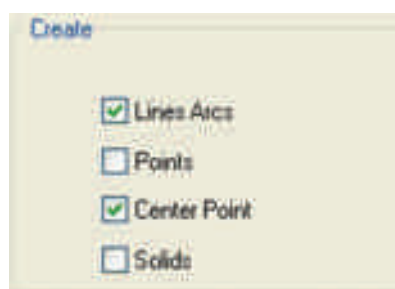 Create
Lines Arcs
Points
Center Point
Solids